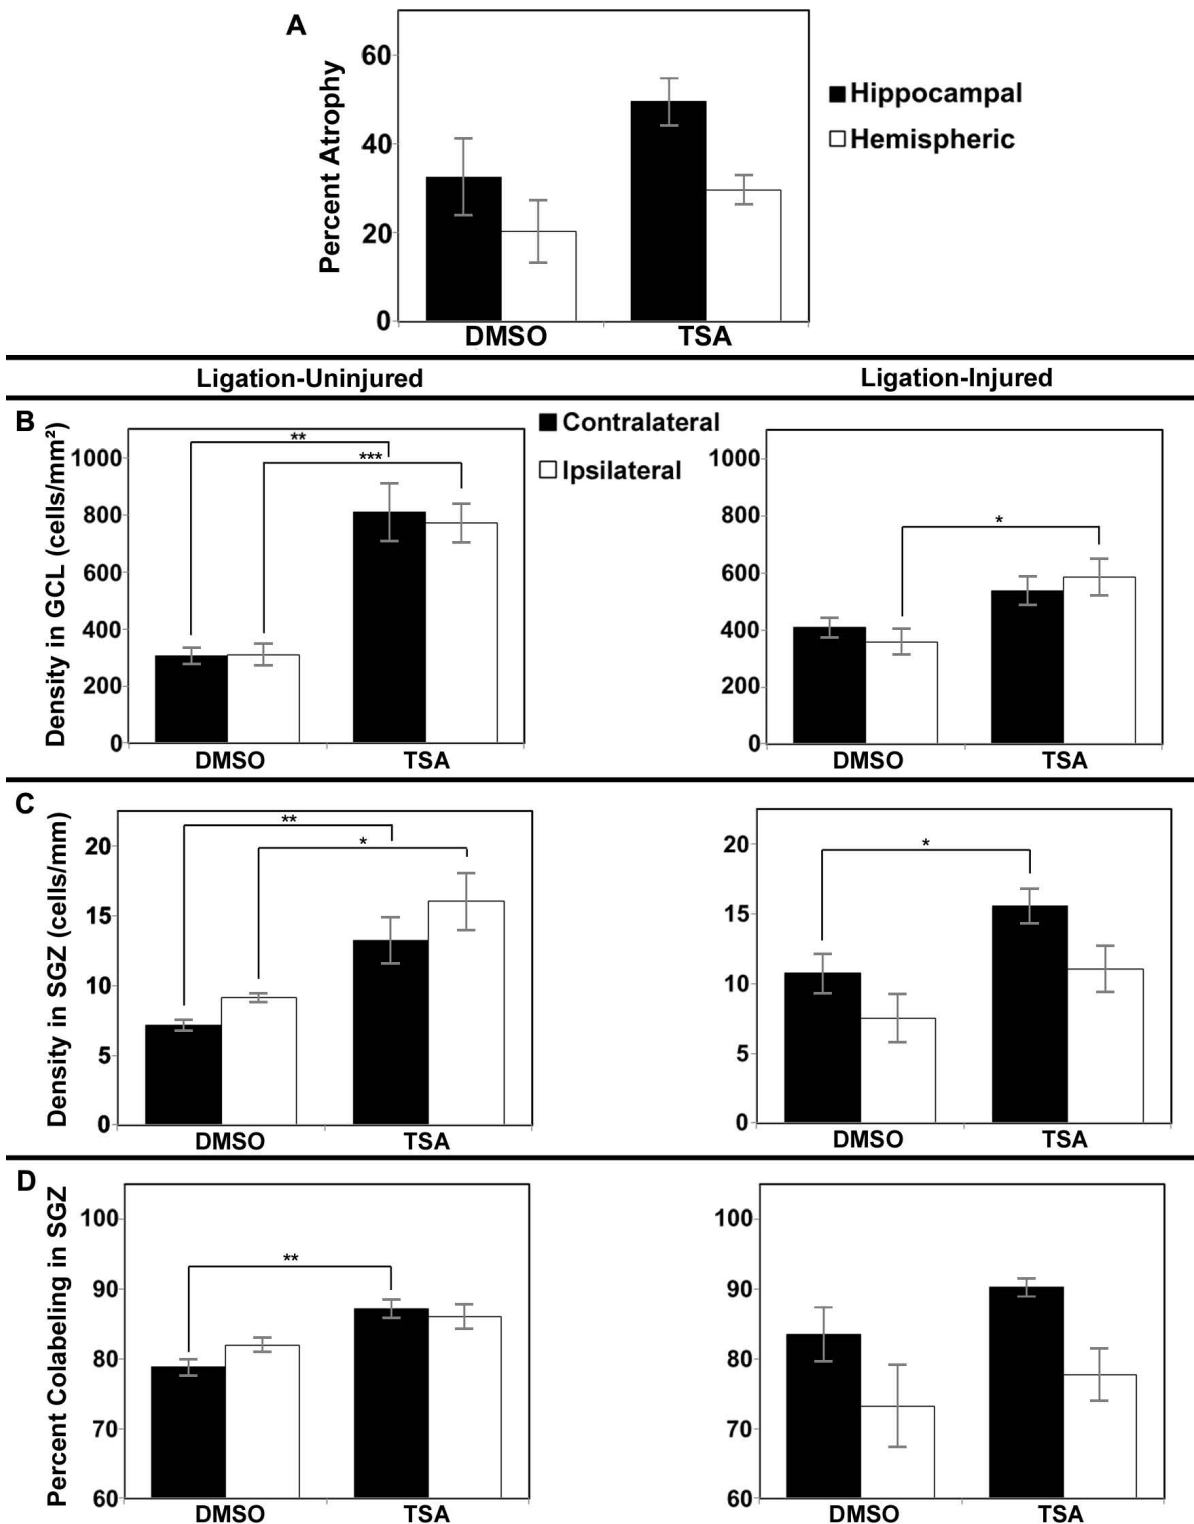 A
Percent Atrophy
60
40
20
0
DMSO TSA
Hippocampal
Hemispheric
Ligation-Uninjured Ligation-Injured
B
Density in GCL (cells/mm²)
1000
800
600
400
200
0
** 
***
DMSO TSA
Contralateral
Ipsilateral
1000
800
600
400
200
0
*
DMSO TSA
C
Density in SGZ (cells/mm)
20
15
10
5
0
**
*
DMSO TSA
20
15
10
5
0
*
DMSO TSA
D
Percent Colabeling in SGZ
100
90
80
70
60
**
DMSO TSA
100
90
80
70
60
DMSO TSA